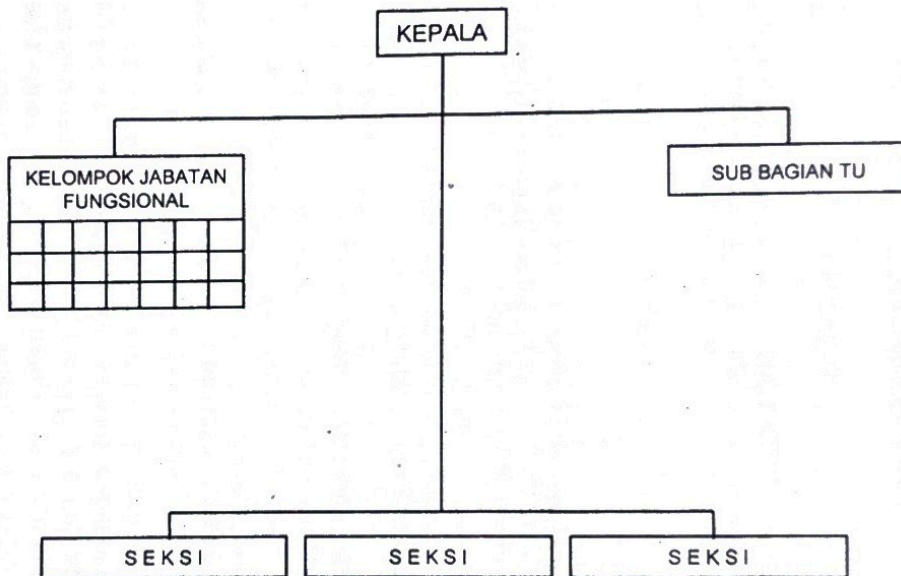 KEPALA
KELOMPOK JABATAN
FUNGSIONAL
SUB BAGIAN TU
SEKSI
SEKSI
SEKSI